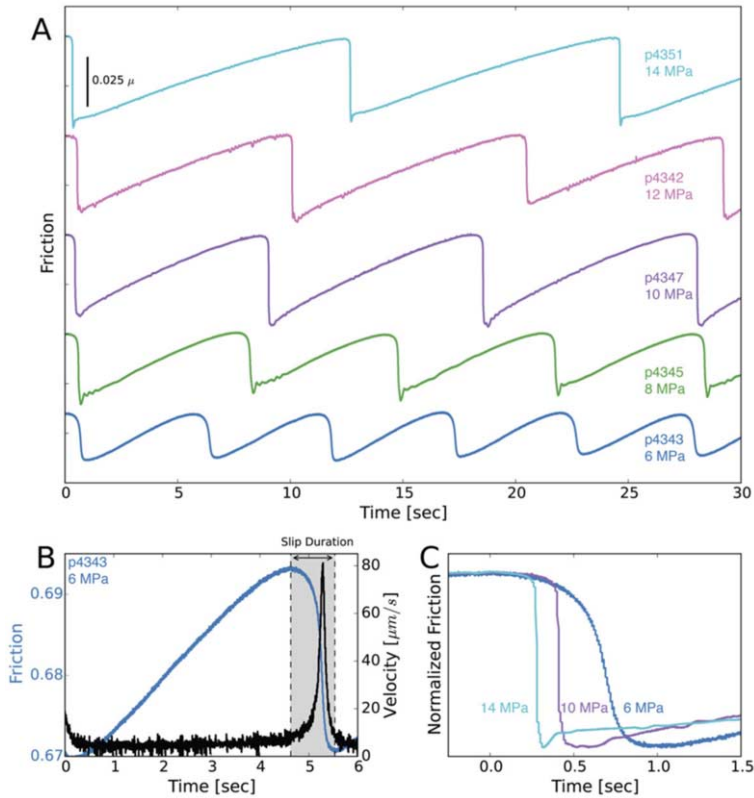 A
0.025 μ
p4351
14 MPa
p4342
12 MPa
p4347
10 MPa
p4345
8 MPa
p4343
6 MPa
Friction
0 5 10 15 20 25 30
Time [sec]
B
Slip Duration
p4343
6 MPa
0.69
0.68
0.67
Friction
80
60
40
20
0
Velocity [μm/s]
0 1 2 3 4 5 6
Time [sec]
C
Normalized Friction
14 MPa 10 MPa 6 MPa
0.0 0.5 1.0 1.5
Time [sec]